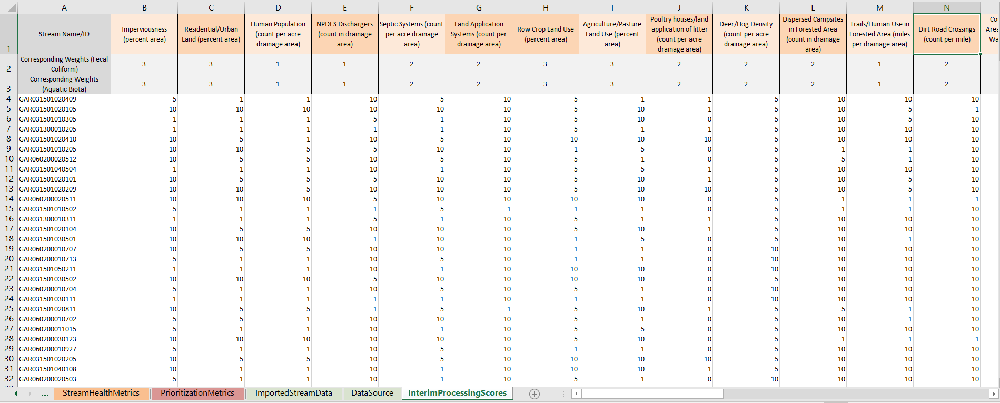 A B C D E F G H I J K L M N
1 Stream Name/ID Imperviousness (percent area) Residential/Urban Land (percent area) Human Population (count per acre drainage area) NPDES Dischargers (count in drainage area) Septic Systems (count per acre drainage area) Land Application Systems (count per drainage area) Row Crop Land Use (percent area) Agriculture/Pasture Land Use (percent area) Poultry houses/land application of litter (count per acre drainage area) Deer/Hog Density (count per acre drainage area) Dispersed Campsites in Forested Area (count in drainage area) Trails/Human Use in Forested Area (miles per drainage area) Dirt Road Crossings (count per mile) Co Area Wa
2 Corresponding Weights (Fecal Coliform) 3 3 1 1 2 2 3 3 2 2 2 1 2
3 Corresponding Weights (Aquatic Biota) 3 3 1 1 2 2 3 3 2 2 2 1 2
4 GAR031501020409 5 1 1 10 5 10 5 1 1 5 10 10 10
5 GAR031501020105 10 10 10 10 10 10 5 10 1 5 10 5 1
6 GAR031501010305 1 1 1 5 1 10 5 10 0 5 10 5 10
7 GAR031300010205 1 1 1 1 1 10 5 1 1 5 10 10 10
8 GAR031501020410 10 5 1 10 5 10 10 10 10 5 10 10 10
9 GAR031501010205 10 10 5 5 10 10 1 5 0 5 1 1 10
10 GAR060200020512 10 5 5 10 5 10 5 1 0 5 5 1 10
11 GAR031501040504 1 1 1 10 1 10 5 5 1 5 10 10 10
12 GAR031501020101 10 5 5 5 10 10 5 10 1 5 10 5 10
13 GAR031501020209 10 10 5 10 10 10 5 10 10 5 10 5 10
14 GAR060200020511 10 10 10 5 10 10 10 10 0 5 1 1 1
15 GAR031501010502 5 1 1 1 5 1 1 1 0 5 1 1 10
16 GAR031300010311 1 1 1 5 1 10 5 1 1 5 10 10 10
17 GAR031501020104 10 5 5 10 10 10 5 10 1 5 10 10 10
18 GAR031501030501 10 10 10 1 10 10 1 5 0 5 10 1 10
19 GAR060200010707 10 5 5 10 10 10 1 1 0 10 10 10 10
20 GAR060200010713 5 1 1 10 5 10 1 1 0 10 10 10 10
21 GAR031501050211 1 1 1 10 1 10 10 10 0 10 10 10 10
22 GAR031501030502 10 10 10 5 10 10 10 10 0 5 10 10 10
23 GAR060200010704 5 1 1 10 5 10 5 1 0 10 10 10 10
24 GAR031501030111 1 1 1 1 1 10 1 1 0 10 10 10 10
25 GAR031501020811 10 5 5 1 5 1 5 10 1 5 5 1 10
26 GAR060200010702 5 5 1 10 10 10 5 1 0 5 10 1 10
27 GAR060200011015 5 1 1 10 1 10 5 5 0 5 10 10 10
28 GAR060200030123 10 10 10 10 10 10 5 10 0 5 1 1 1
29 GAR060200010927 5 1 1 10 5 10 1 1 0 5 10 10 10
30 GAR031501020205 10 5 5 10 5 10 10 10 10 5 10 10 10
31 GAR031501040108 10 1 1 10 1 10 10 10 1 5 10 10 10
32 GAR060200020503 5 1 1 10 1 10 5 1 0 10 10 10 10
... StreamHealthMetrics PrioritizationMetrics ImportedStreamData DataSource InterimProcessingScores